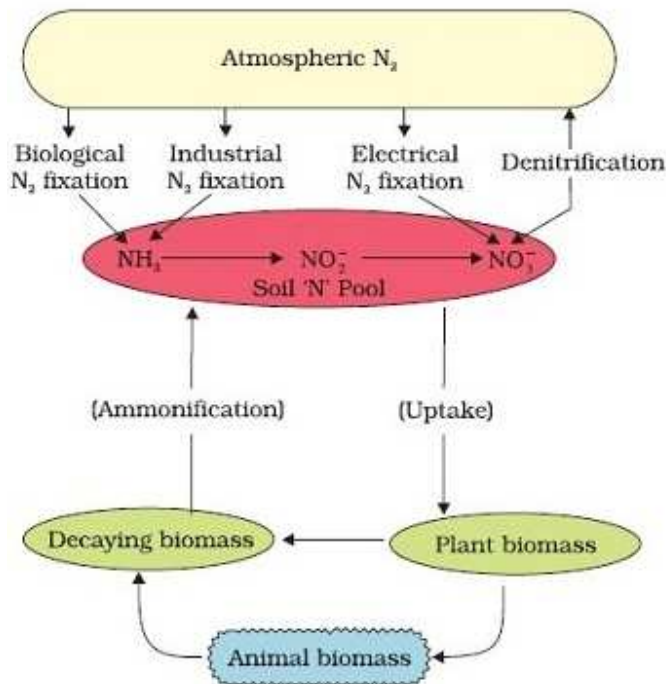 Atmospheric N₂
Biological
N₂ fixation
Industrial
N₂ fixation
Electrical
N₂ fixation
Denitrification
NH₃
NO₂⁻
NO₃⁻
Soil 'N' Pool
(Ammonification)
(Uptake)
Decaying biomass
Plant biomass
Animal biomass